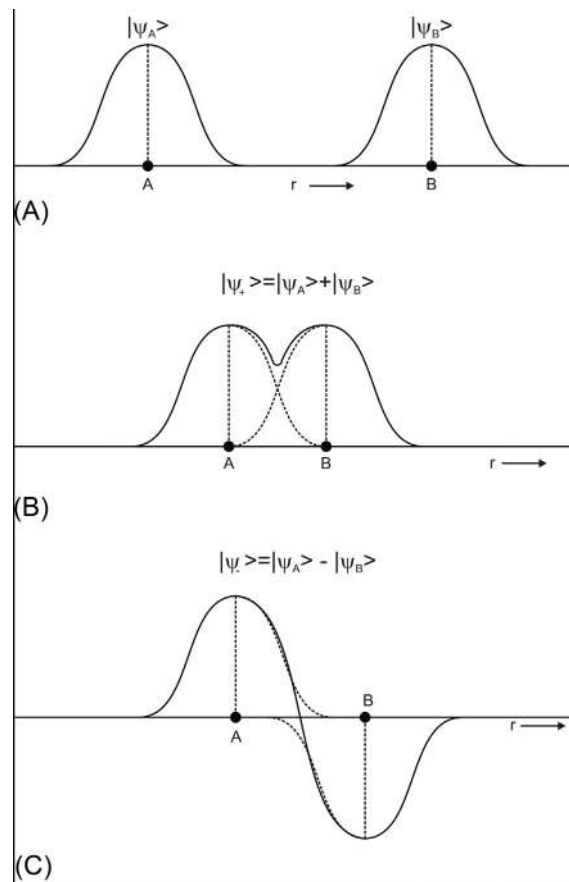 |ψA> |ψB>
A r → B
(A)
|ψ+>=|ψA>+|ψB>
A B r →
(B)
|ψ->=|ψA> - |ψB>
B
A r →
(C)